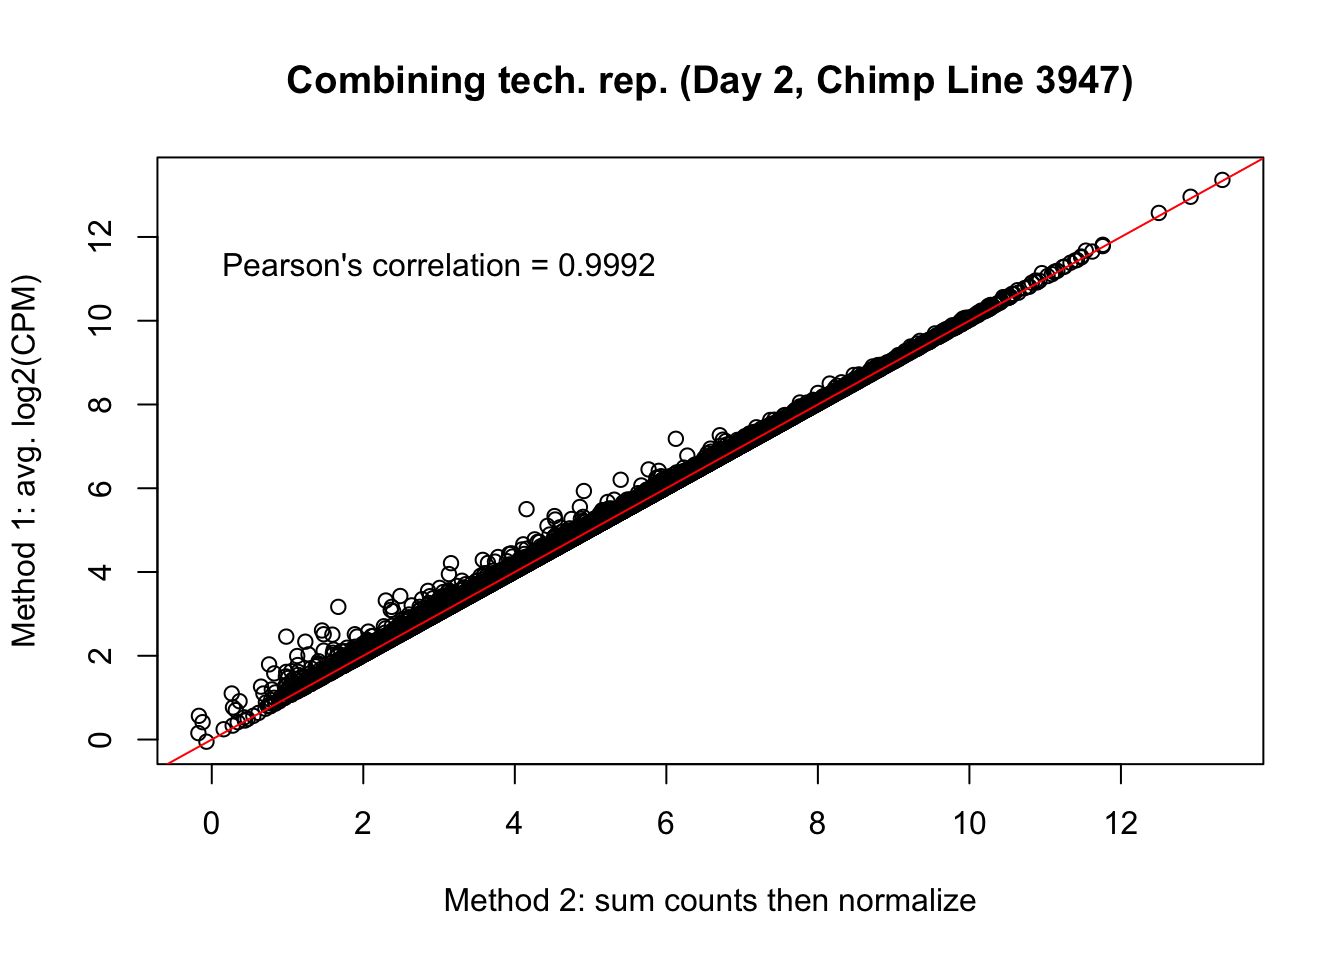 Combining tech. rep. (Day 2, Chimp Line 3947)
Pearson's correlation = 0.9992
Method 1: avg. log2(CPM)
12
10
8
6
4
2
0
0 2 4 6 8 10 12
Method 2: sum counts then normalize